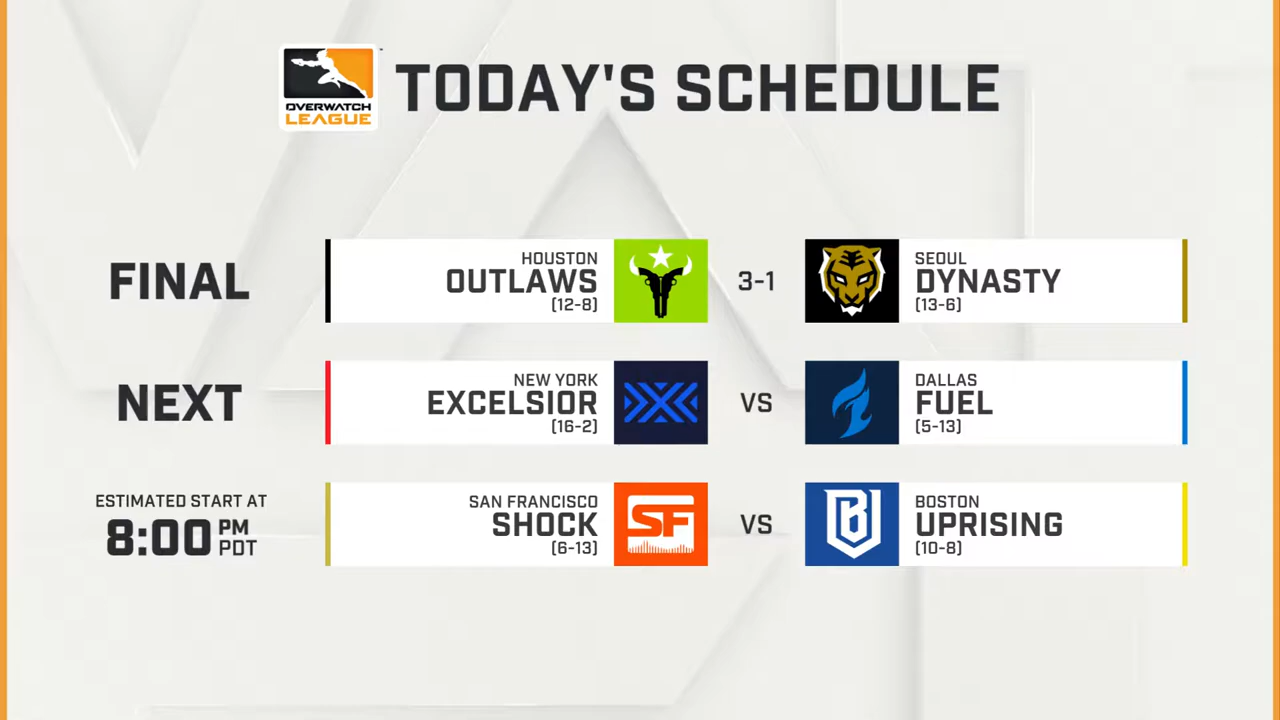 OVERWATCH
LEAGUE
TODAY'S SCHEDULE
FINAL
HOUSTON
OUTLAWS
[12-8]
3-1
SEOUL
DYNASTY
[13-6]
NEXT
NEW YORK
EXCELSIOR
[16-2]
VS
DALLAS
FUEL
[5-13]
ESTIMATED START AT
8:00 PM PDT
SAN FRANCISCO
SHOCK
[6-13]
SF
VS
B
BOSTON
UPRISING
[10-8]